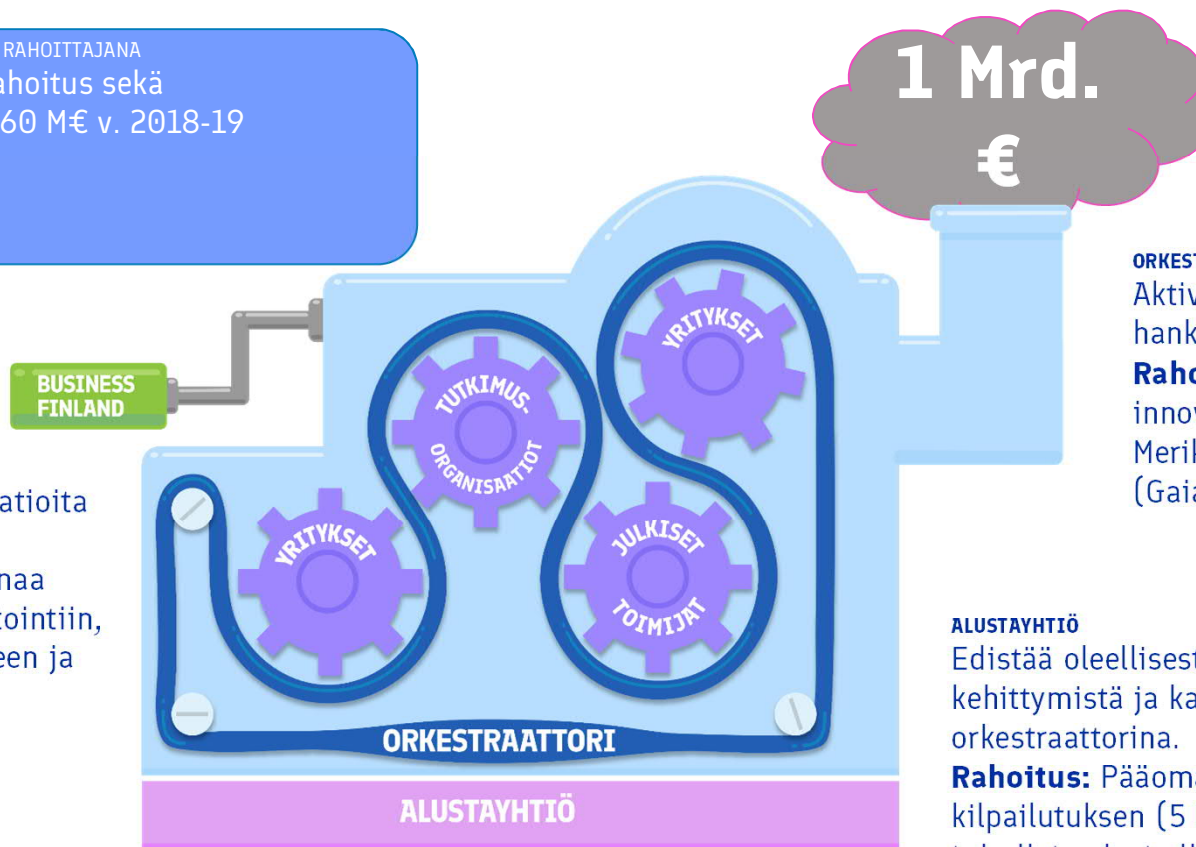 RAHOITTAJANA
ahoitus sekä
60 M€ v. 2018-19
1 Mrd.
€
BUSINESS
FINLAND
YRITYKSET
TUTKIMUS-
ORGANISAATIOT
YRITYKSET
JULKISET
TOIMIJAT
ORKESTRAATTORI
ALUSTAYHTIÖ
atioita
naa
tointiin,
een ja
ORKEST
Aktiv
hank
Raho
innov
Merik
(Gaia
ALUSTAYHTIÖ
Edistää oleellisest
kehittymistä ja ka
orkestraattorina.
Rahoitus: Pääoma
kilpailutuksen (5